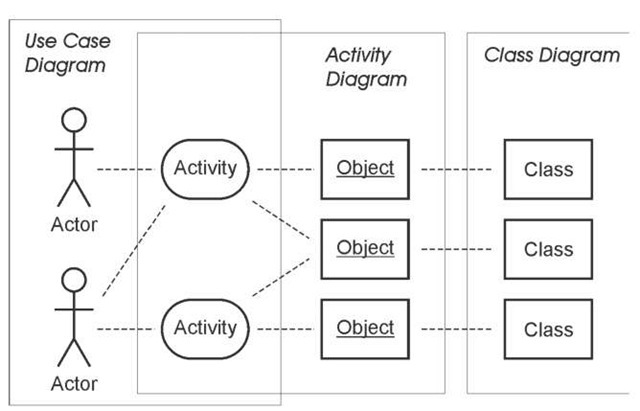 Use Case
Diagram
Activity
Diagram
Class Diagram
Activity
Object
Class
Actor
Object
Class
Activity
Object
Class
Actor